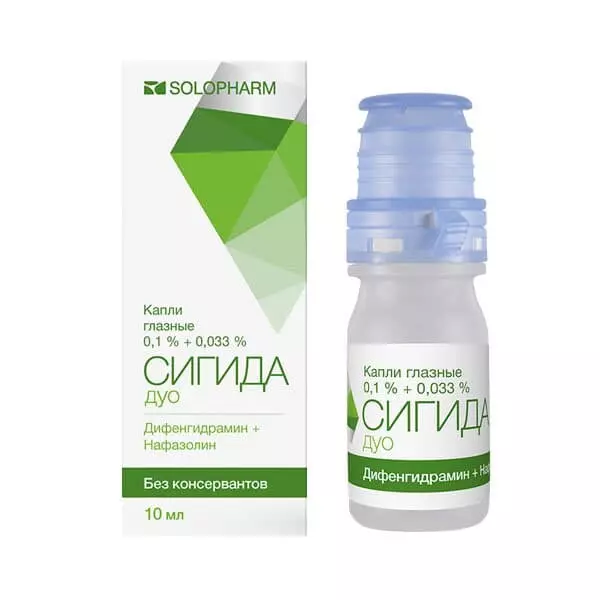 SOLOPHARM
Капли
глазные
0,1 % + 0,033 %
СИГИДА
ДУО
Дифенгидрамин +
Нафазолин
Без консервантов
10 мл
Капли глазные
0,1 % + 0,033 %
СИГИДА
ДУО
Дифенгидрамин + Наф